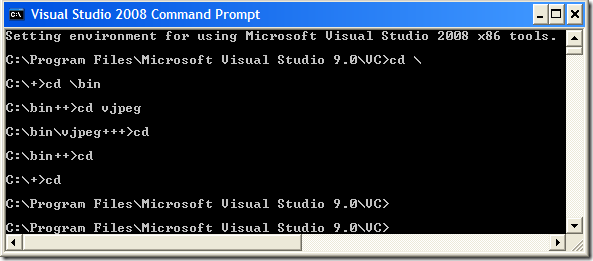 Visual Studio 2008 Command Prompt
Setting environment for using Microsoft Visual Studio 2008 x86 tools.
C:\Program Files\Microsoft Visual Studio 9.0\VC>cd \
C:\+>cd \bin
C:\bin++>cd vjpeg
C:\bin\vjpeg+++>cd
C:\bin++>cd
C:\+>cd
C:\Program Files\Microsoft Visual Studio 9.0\VC>
C:\Program Files\Microsoft Visual Studio 9.0\VC>